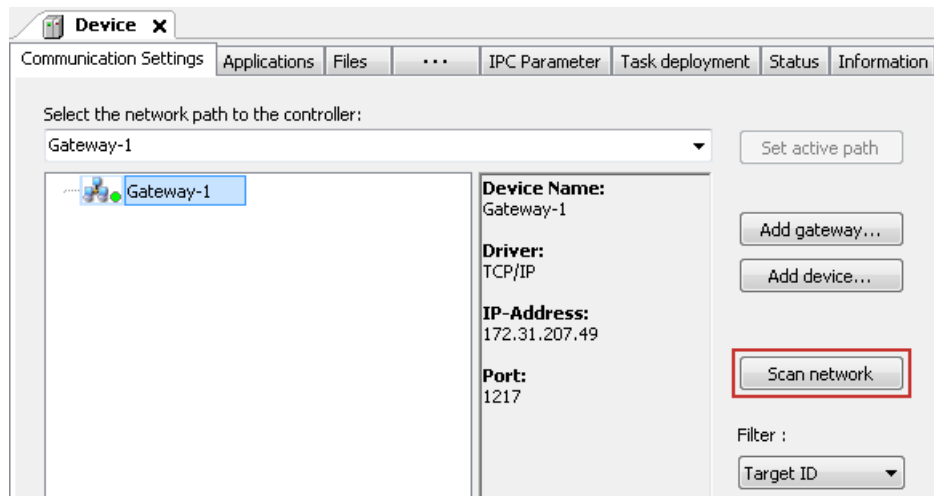 Device
Communication Settings Applications Files ... IPC Parameter Task deployment Status Information
Select the network path to the controller:
Gateway-1
Set active path
Gateway-1
Device Name:
Gateway-1
Driver:
TCP/IP
IP-Address:
172.31.207.49
Port:
1217
Add gateway...
Add device...
Scan network
Filter :
Target ID